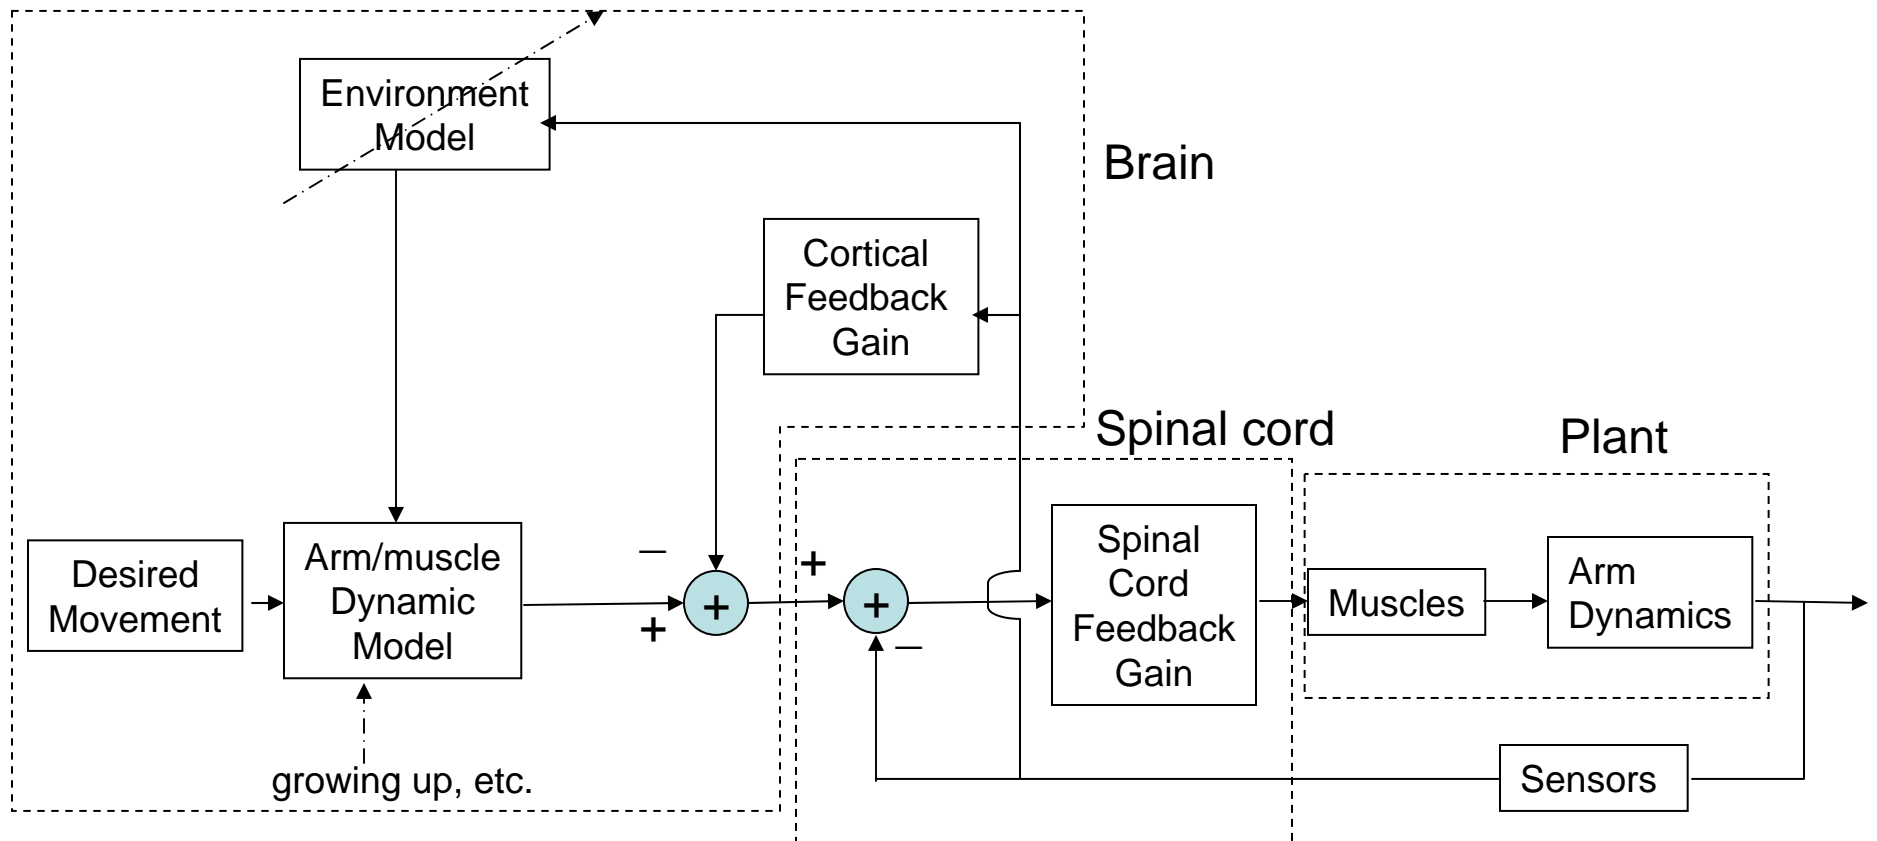 Environment
Model
Brain
Cortical
Feedback
Gain
Spinal cord
Plant
Desired
Movement
Arm/muscle
Dynamic
Model
–
+
+
+
+
–
Spinal
Cord
Feedback
Gain
Muscles
Arm
Dynamics
growing up, etc.
Sensors